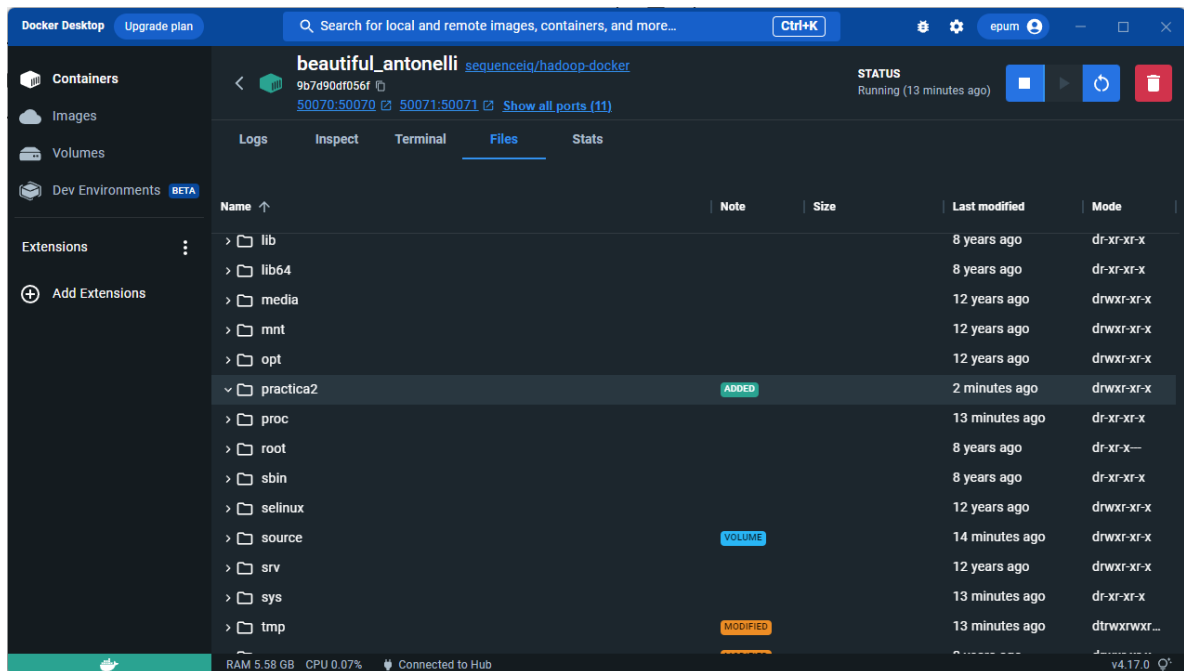 Docker Desktop Upgrade plan Search for local and remote images, containers, and more... Ctrl+K epum
Containers
Images
Volumes
Dev Environments BETA
Extensions
Add Extensions
beautiful_antonelli sequenceiq/hadoop-docker
9b7d90df056f
50070:50070 50071:50071 Show all ports (11)
STATUS
Running (13 minutes ago)
Logs Inspect Terminal Files Stats
Name Note Size Last modified Mode
lib 8 years ago dr-xr-xr-x
lib64 8 years ago dr-xr-xr-x
media 12 years ago drwxr-xr-x
mnt 12 years ago drwxr-xr-x
opt 12 years ago drwxr-xr-x
practica2 ADDED 2 minutes ago drwxr-xr-x
proc 13 minutes ago dr-xr-xr-x
root 8 years ago dr-xr-x---
sbin 8 years ago dr-xr-xr-x
selinux 12 years ago drwxr-xr-x
source VOLUME 14 minutes ago drwxr-xr-x
srv 12 years ago drwxr-xr-x
sys 13 minutes ago dr-xr-xr-x
tmp MODIFIED 13 minutes ago dtrwxrwxr...
RAM 5.58 GB CPU 0.07% Connected to Hub v4.17.0